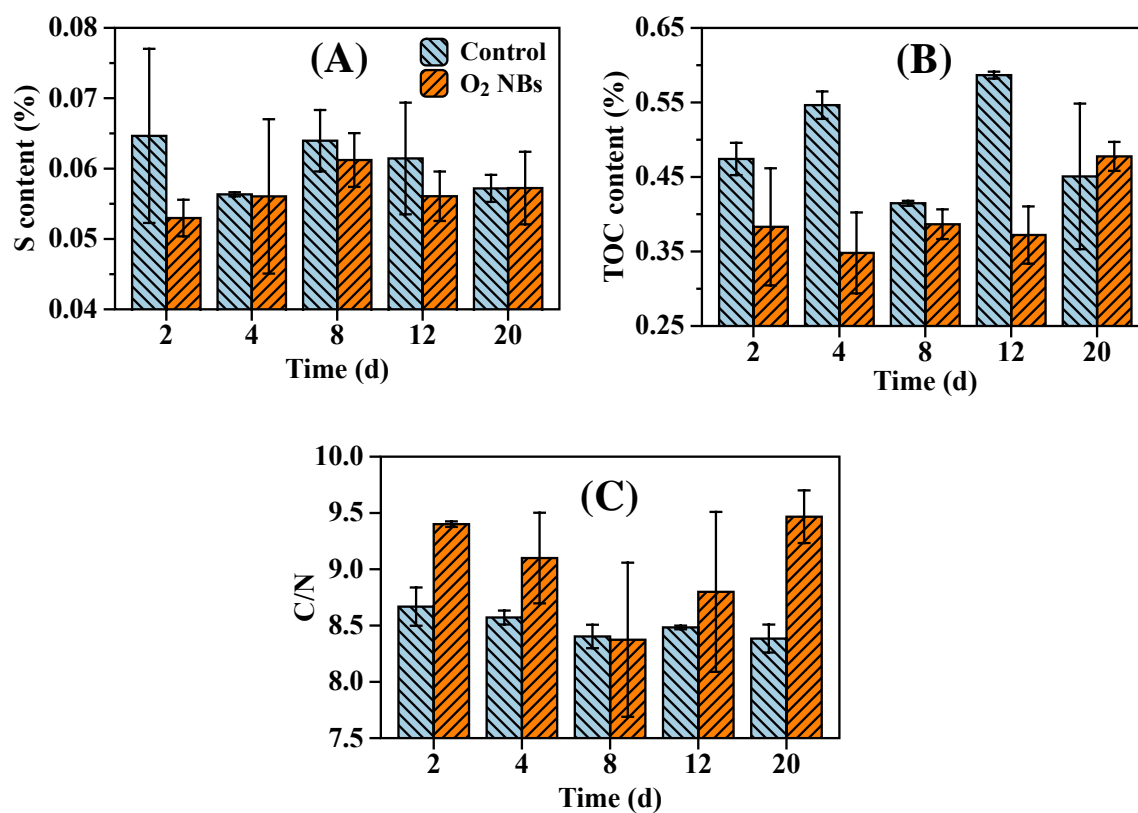 (A)
Control
O₂ NBs
S content (%)
0.08
0.07
0.06
0.05
0.04
2 4 8 12 20
Time (d)
(B)
TOC content (%)
0.65
0.55
0.45
0.35
0.25
2 4 8 12 20
Time (d)
(C)
C/N
10.0
9.5
9.0
8.5
8.0
7.5
2 4 8 12 20
Time (d)